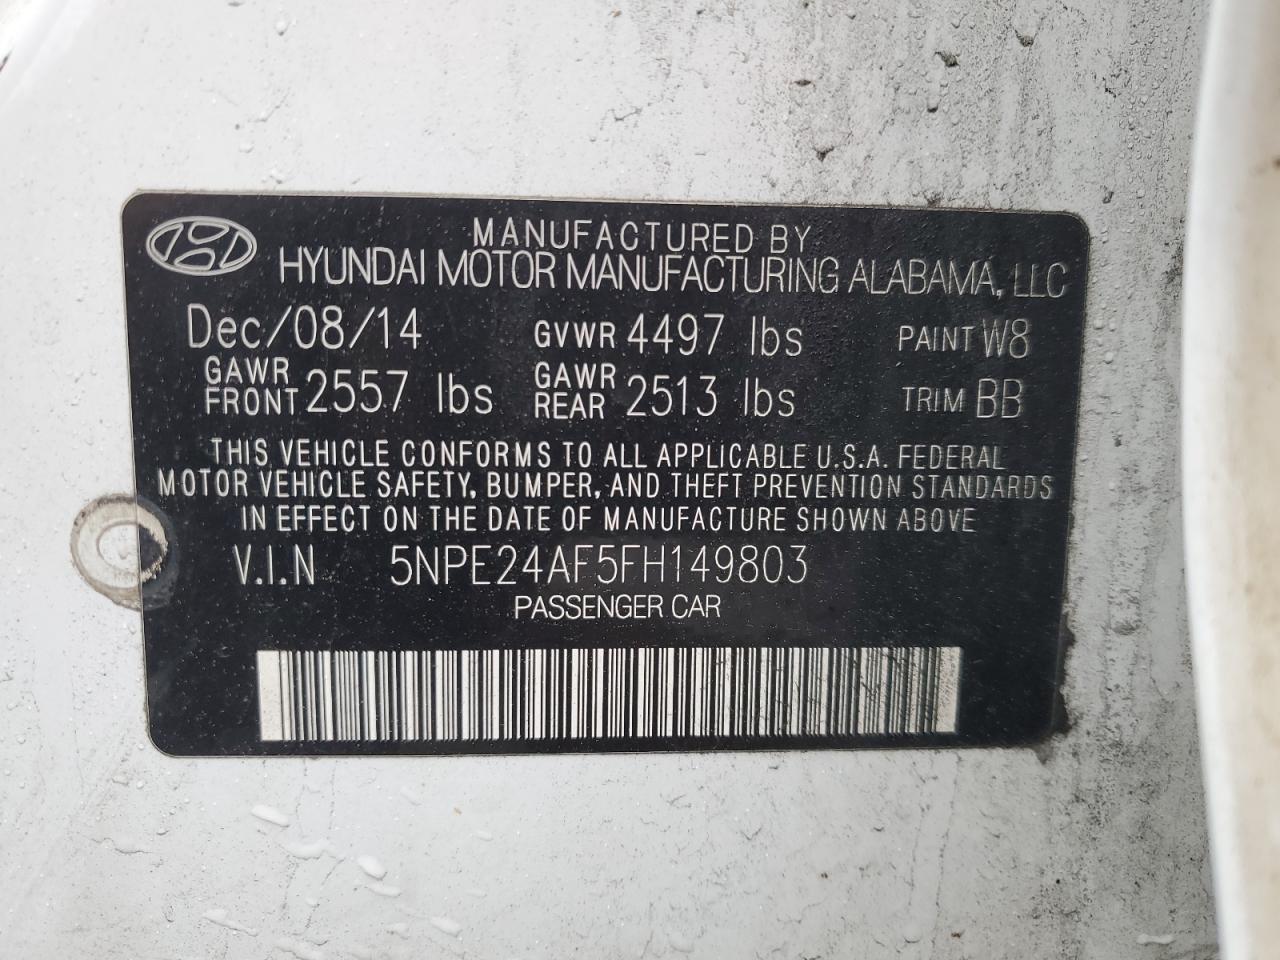 MANUFACTURED BY
HYUNDAI MOTOR MANUFACTURING ALABAMA, LLC
Dec/08/14 GVWR 4497 lbs PAINT W8
GAWR FRONT 2557 lbs GAWR REAR 2513 lbs TRIM BB
THIS VEHICLE CONFORMS TO ALL APPLICABLE U.S.A. FEDERAL
MOTOR VEHICLE SAFETY, BUMPER, AND THEFT PREVENTION STANDARDS
IN EFFECT ON THE DATE OF MANUFACTURE SHOWN ABOVE
V.I.N 5NPE24AF5FH149803
PASSENGER CAR